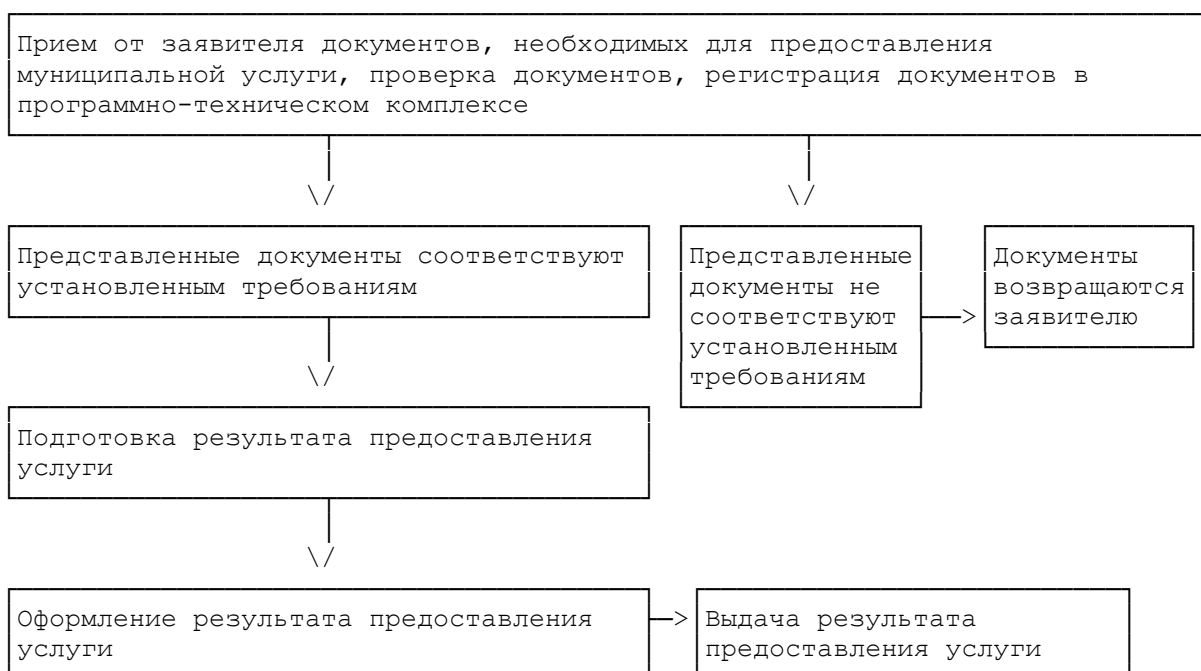 Прием от заявителя документов, необходимых для предоставления
муниципальной услуги, проверка документов, регистрация документов в
программно-техническом комплексе
Представленные документы соответствуют
установленным требованиям
Представленные
документы не
соответствуют
установленным
требованиям
Документы
возвращаются
заявителю
Подготовка результата предоставления
услуги
Оформление результата предоставления
услуги
Выдача результата
предоставления услуги